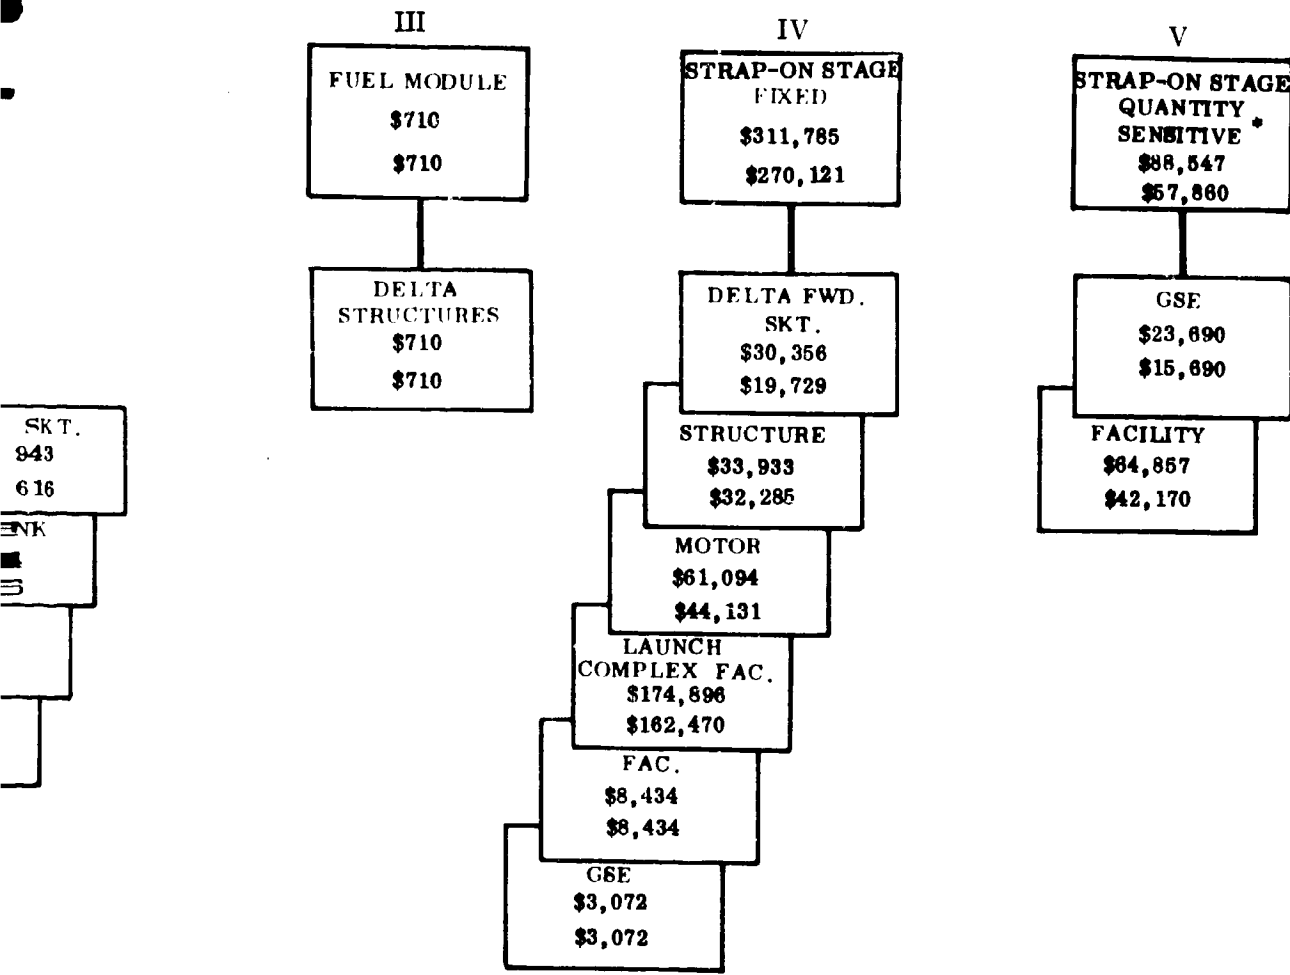 III
FUEL MODULE
$710
$710
DELTA
STRUCTURES
$710
$710
IV
STRAP-ON STAGE
FIXED
$311,785
$270,121
DELTA FWD.
SKT.
$30,356
$19,729
STRUCTURE
$33,933
$32,285
MOTOR
$61,094
$44,131
LAUNCH
COMPLEX FAC.
$174,896
$162,470
FAC.
$8,434
$8,434
GSE
$3,072
$3,072
V
STRAP-ON STAGE
QUANTITY
SENSITIVE *
$88,547
$57,860
GSE
$23,690
$15,690
FACILITY
$64,857
$42,170
SKT.
943
616